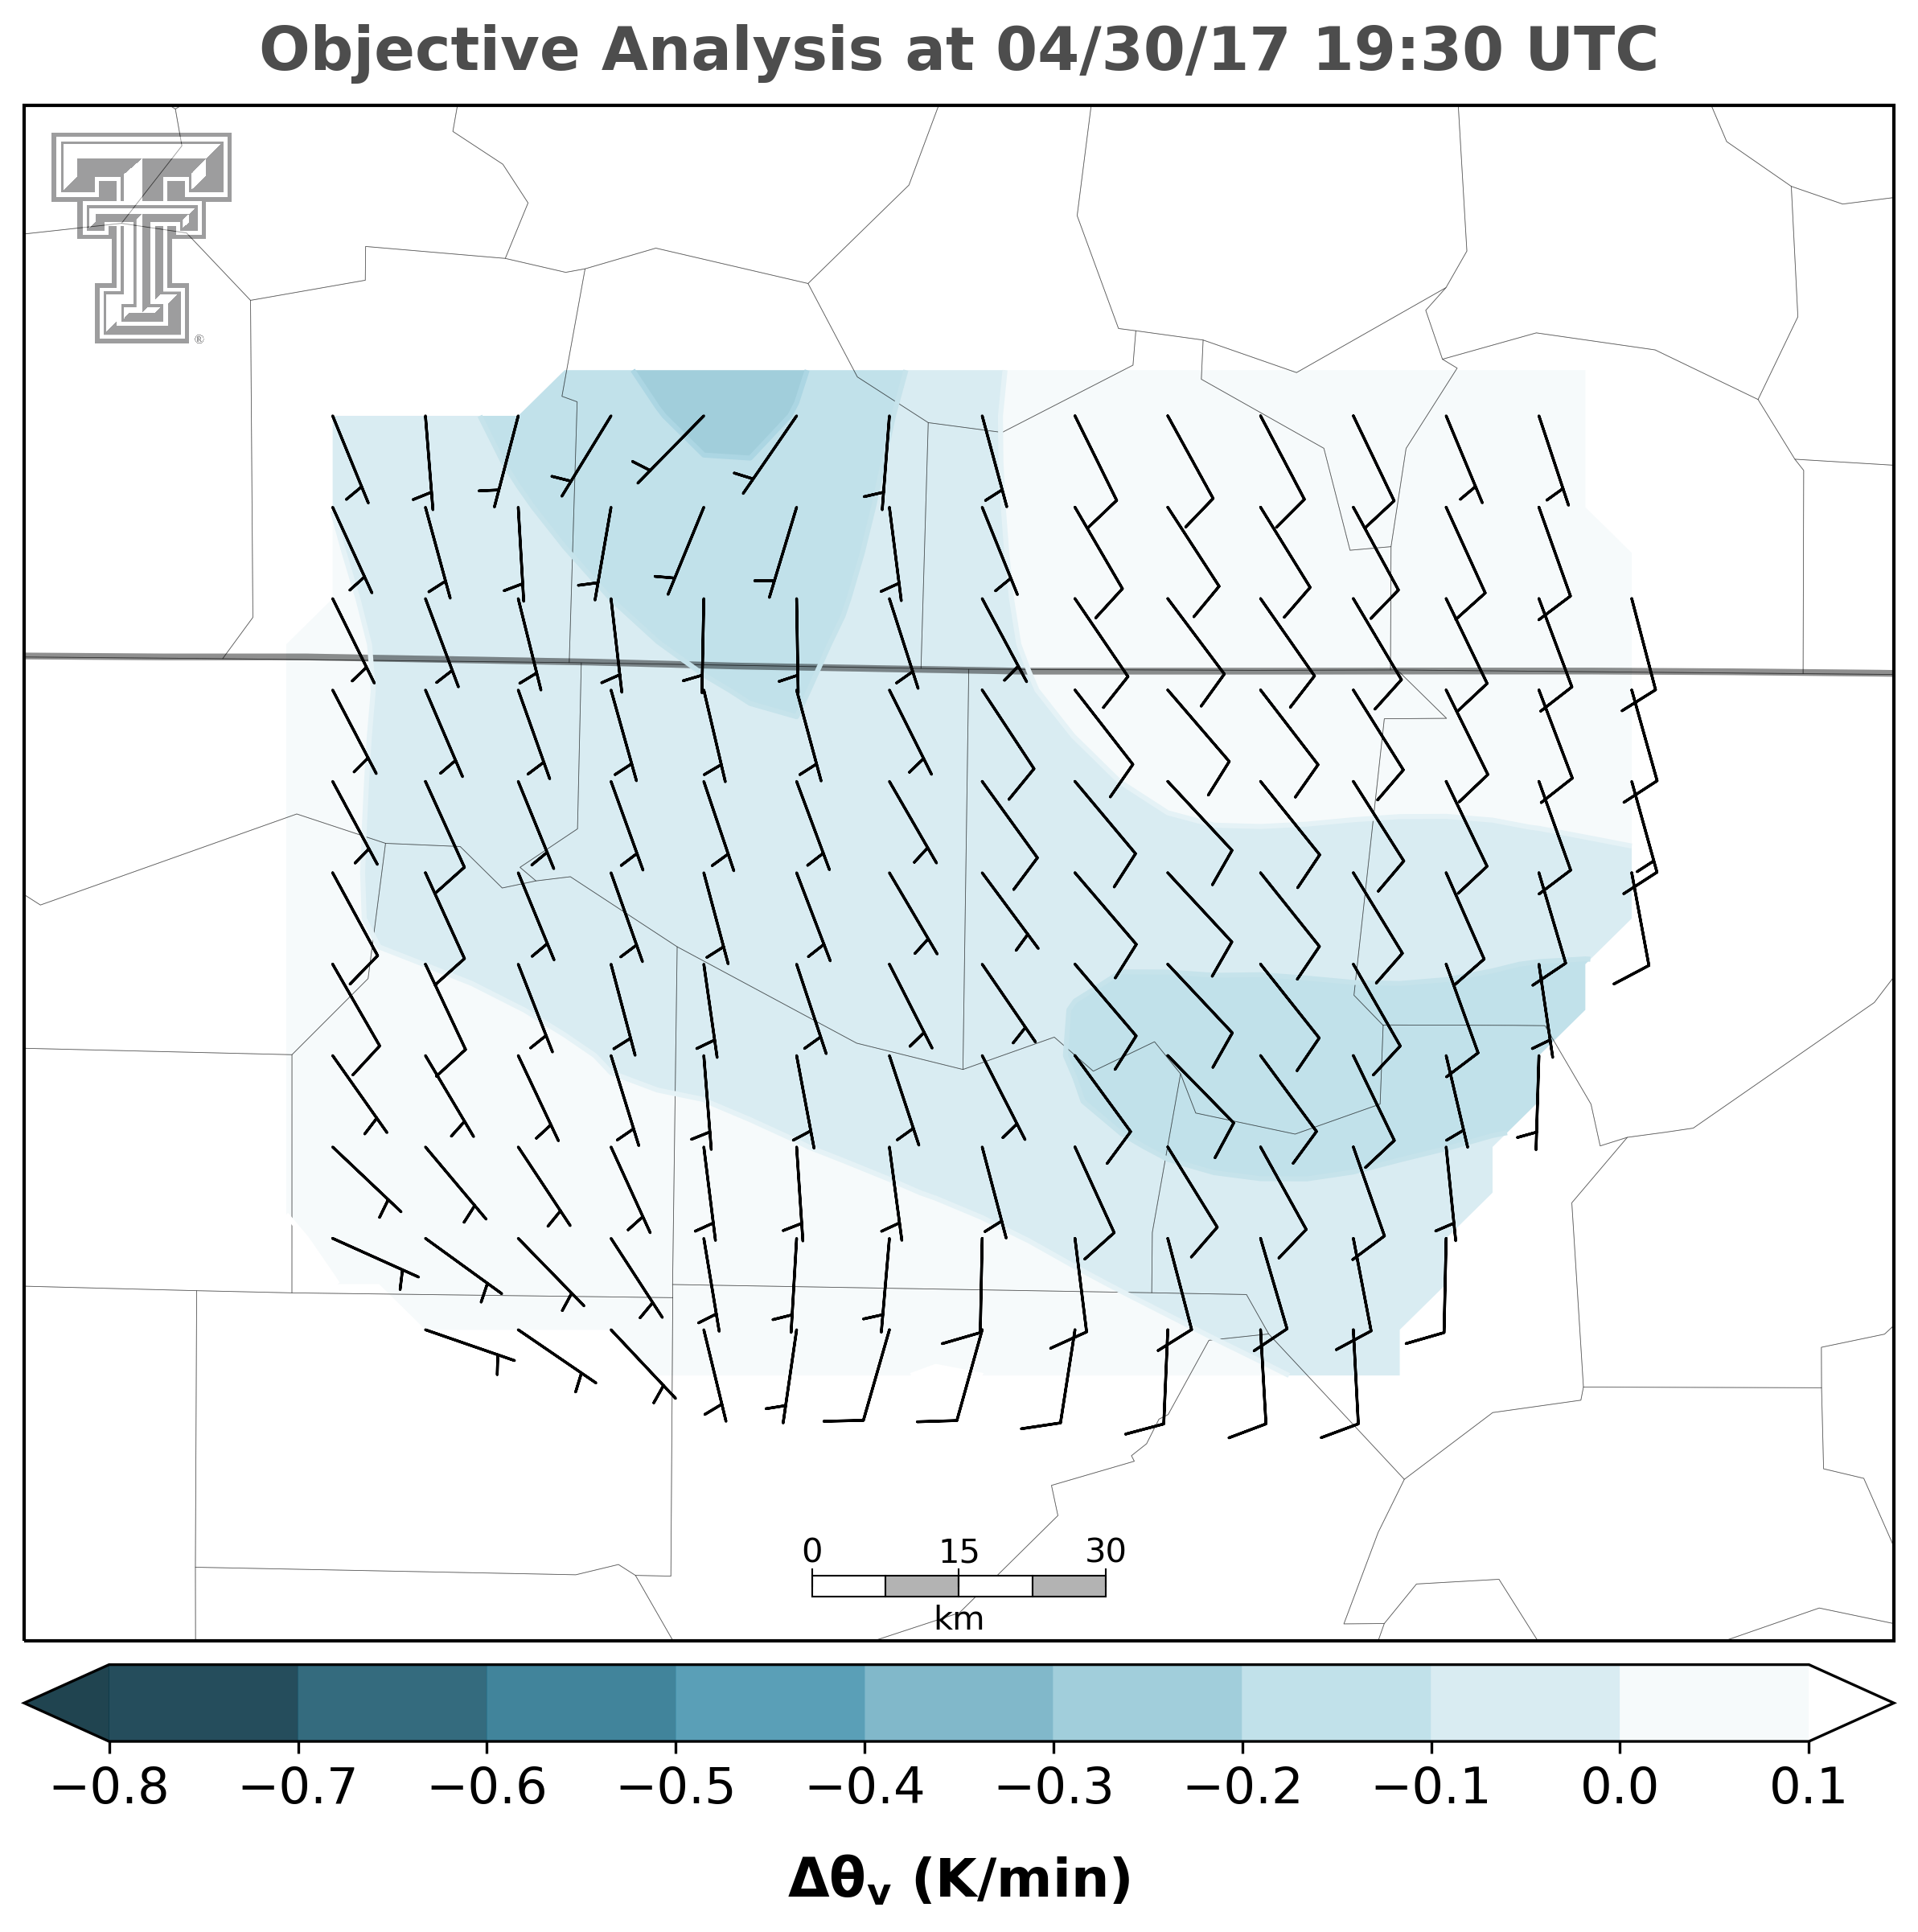 Objective Analysis at 04/30/17 19:30 UTC
®
0 15 30
km
−0.8 −0.7 −0.6 −0.5 −0.4 −0.3 −0.2 −0.1 0.0 0.1
Δθv (K/min)